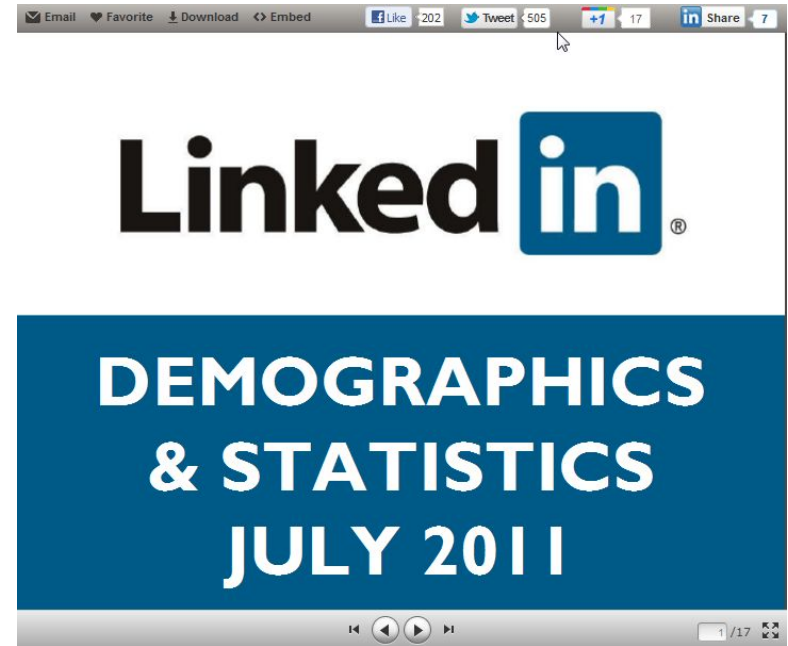 Email Favorite Download Embed Like 202 Tweet 505 +1 17 in Share 7
Linked in ®
DEMOGRAPHICS
& STATISTICS
JULY 2011
1 /17